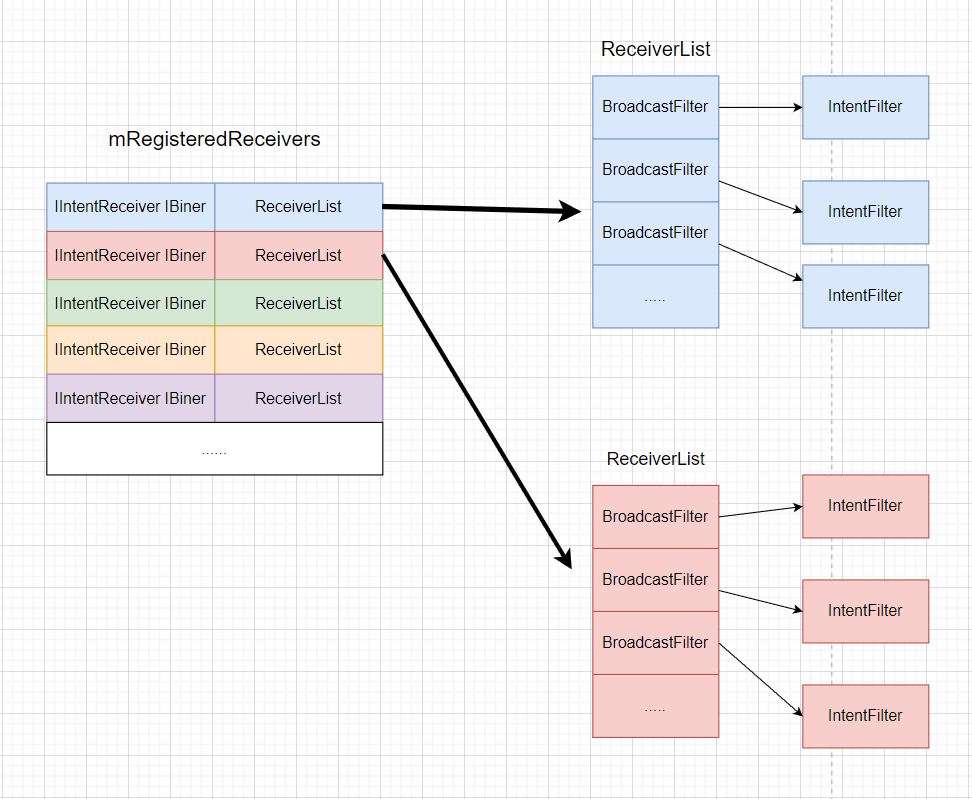 mRegisteredReceivers
IIntentReceiver IBiner ReceiverList
IIntentReceiver IBiner ReceiverList
IIntentReceiver IBiner ReceiverList
IIntentReceiver IBiner ReceiverList
IIntentReceiver IBiner ReceiverList
......
ReceiverList
BroadcastFilter
BroadcastFilter
BroadcastFilter
.....
IntentFilter
IntentFilter
IntentFilter
ReceiverList
BroadcastFilter
BroadcastFilter
BroadcastFilter
.....
IntentFilter
IntentFilter
IntentFilter